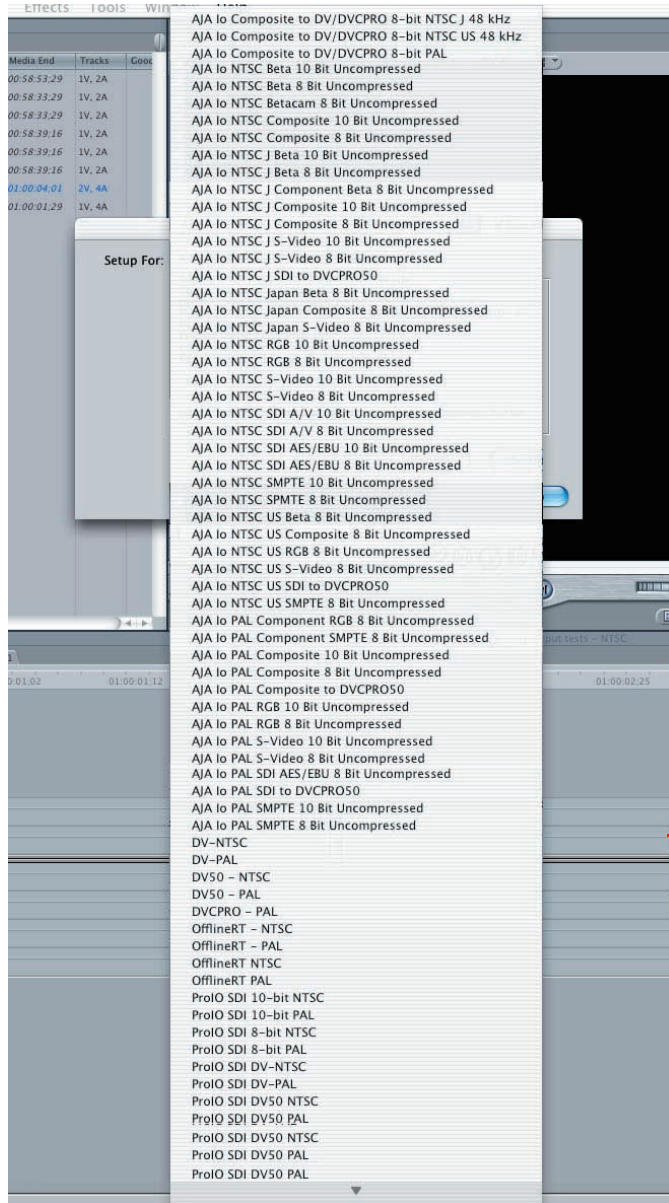 Effects Tools Window Help
Media End Tracks Good
00:58:53;29 1V, 2A
00:58:33;29 1V, 2A
00:58:33;29 1V, 2A
00:58:39;16 1V, 2A
00:58:39;16 1V, 2A
01:00:04;01 2V, 4A
01:00:01;29 1V, 4A
Setup For:
AJA Io Composite to DV/DVCPRO 8-bit NTSC J 48 kHz
AJA Io Composite to DV/DVCPRO 8-bit NTSC US 48 kHz
AJA Io Composite to DV/DVCPRO 8-bit PAL
AJA Io NTSC Beta 10 Bit Uncompressed
AJA Io NTSC Beta 8 Bit Uncompressed
AJA Io NTSC Betacam 8 Bit Uncompressed
AJA Io NTSC Composite 10 Bit Uncompressed
AJA Io NTSC Composite 8 Bit Uncompressed
AJA Io NTSC J Beta 10 Bit Uncompressed
AJA Io NTSC J Beta 8 Bit Uncompressed
AJA Io NTSC J Component Beta 8 Bit Uncompressed
AJA Io NTSC J Composite 10 Bit Uncompressed
AJA Io NTSC J Composite 8 Bit Uncompressed
AJA Io NTSC J S-Video 10 Bit Uncompressed
AJA Io NTSC J S-Video 8 Bit Uncompressed
AJA Io NTSC J SDI to DVCPRO50
AJA Io NTSC Japan Beta 8 Bit Uncompressed
AJA Io NTSC Japan Composite 8 Bit Uncompressed
AJA Io NTSC Japan S-Video 8 Bit Uncompressed
AJA Io NTSC RGB 10 Bit Uncompressed
AJA Io NTSC RGB 8 Bit Uncompressed
AJA Io NTSC S-Video 10 Bit Uncompressed
AJA Io NTSC S-Video 8 Bit Uncompressed
AJA Io NTSC SDI A/V 10 Bit Uncompressed
AJA Io NTSC SDI A/V 8 Bit Uncompressed
AJA Io NTSC SDI AES/EBU 10 Bit Uncompressed
AJA Io NTSC SDI AES/EBU 8 Bit Uncompressed
AJA Io NTSC SMPTE 10 Bit Uncompressed
AJA Io NTSC SPMTE 8 Bit Uncompressed
AJA Io NTSC US Beta 8 Bit Uncompressed
AJA Io NTSC US Composite 8 Bit Uncompressed
AJA Io NTSC US RGB 8 Bit Uncompressed
AJA Io NTSC US S-Video 8 Bit Uncompressed
AJA Io NTSC US SDI to DVCPRO50
AJA Io NTSC US SMPTE 8 Bit Uncompressed
AJA Io PAL Component RGB 8 Bit Uncompressed
AJA Io PAL Component SMPTE 8 Bit Uncompressed
AJA Io PAL Composite 10 Bit Uncompressed
AJA Io PAL Composite 8 Bit Uncompressed
AJA Io PAL Composite to DVCPRO50
AJA Io PAL RGB 10 Bit Uncompressed
AJA Io PAL RGB 8 Bit Uncompressed
AJA Io PAL S-Video 10 Bit Uncompressed
AJA Io PAL S-Video 8 Bit Uncompressed
AJA Io PAL SDI AES/EBU 8 Bit Uncompressed
AJA Io PAL SDI to DVCPRO50
AJA Io PAL SMPTE 10 Bit Uncompressed
AJA Io PAL SMPTE 8 Bit Uncompressed
DV-NTSC
DV-PAL
DV50 - NTSC
DV50 - PAL
DVCPRO - PAL
OfflineRT - NTSC
OfflineRT - PAL
OfflineRT NTSC
OfflineRT PAL
ProIO SDI 10-bit NTSC
ProIO SDI 10-bit PAL
ProIO SDI 8-bit NTSC
ProIO SDI 8-bit PAL
ProIO SDI DV-NTSC
ProIO SDI DV-PAL
ProIO SDI DV50 NTSC
ProIO SDI DV50 PAL
ProIO SDI DV50 NTSC
ProIO SDI DV50 PAL
ProIO SDI DV50 PAL
put tests - NTSC
01:00:01:12 01:00:02:25